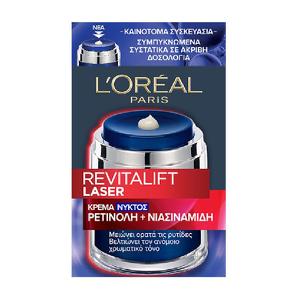 ΝΕΑ
ΚΑΙΝΟΤΟΜΑ ΣΥΣΚΕΥΑΣΙΑ
ΣΥΜΠΥΚΝΩΜΕΝΑ
ΣΥΣΤΑΤΙΚΑ ΣΕ ΑΚΡΙΒΗ
ΔΟΣΟΛΟΓΙΑ
L'ORÉAL
PARIS
REVITALIFT
LASER
ΚΡΕΜΑ ΝΥΚΤΟΣ
ΡΕΤΙΝΟΛΗ + ΝΙΑΣΙΝΑΜΙΔΗ
Μειώνει ορατά τις ρυτίδες
Βελτιώνει τον ανόμοιο
χρωματικό τόνο